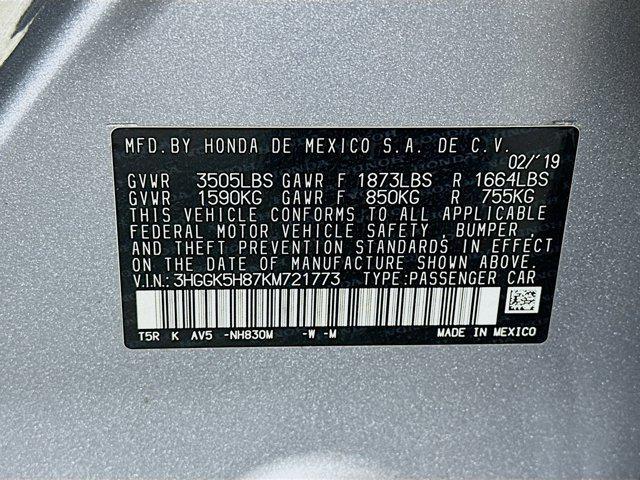 MFD.BY HONDA DE MEXICO S.A. DE C.V.
02/'19
GVWR 3505LBS GAWR F 1873LBS R 1664LBS
GVWR 1590KG GAWR F 850KG R 755KG
THIS VEHICLE CONFORMS TO ALL APPLICABLE
FEDERAL MOTOR VEHICLE SAFETY , BUMPER ,
AND THEFT PREVENTION STANDARDS IN EFFECT
ON THE DATE OF MANUFACTURE SHOWN ABOVE.
V.I.N.: 3HGGK5H87KM721773 TYPE:PASSENGER CAR
T5R K AV5 -NH830M -W -M MADE IN MEXICO